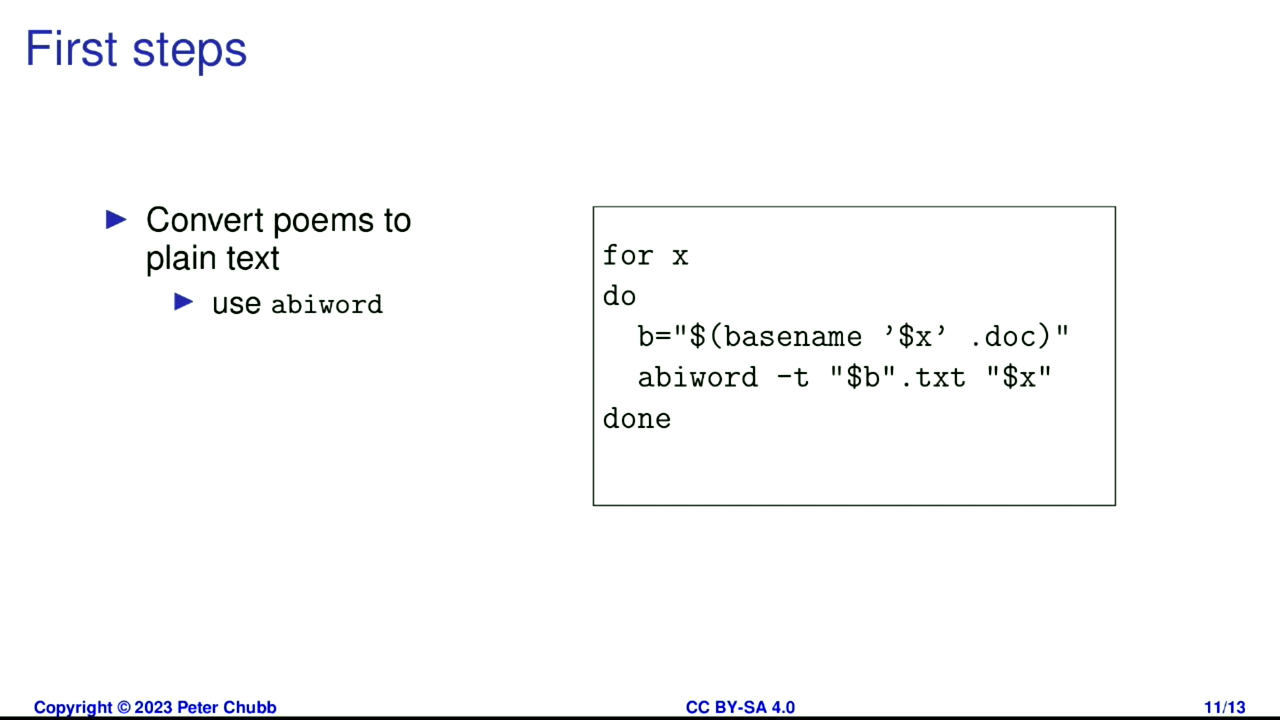 First steps
▶ Convert poems to
plain text
▶ use abiword
for x
do
b="$(basename ’$x’ .doc)"
abiword -t "$b".txt "$x"
done
Copyright © 2023 Peter Chubb
CC BY-SA 4.0
11/13